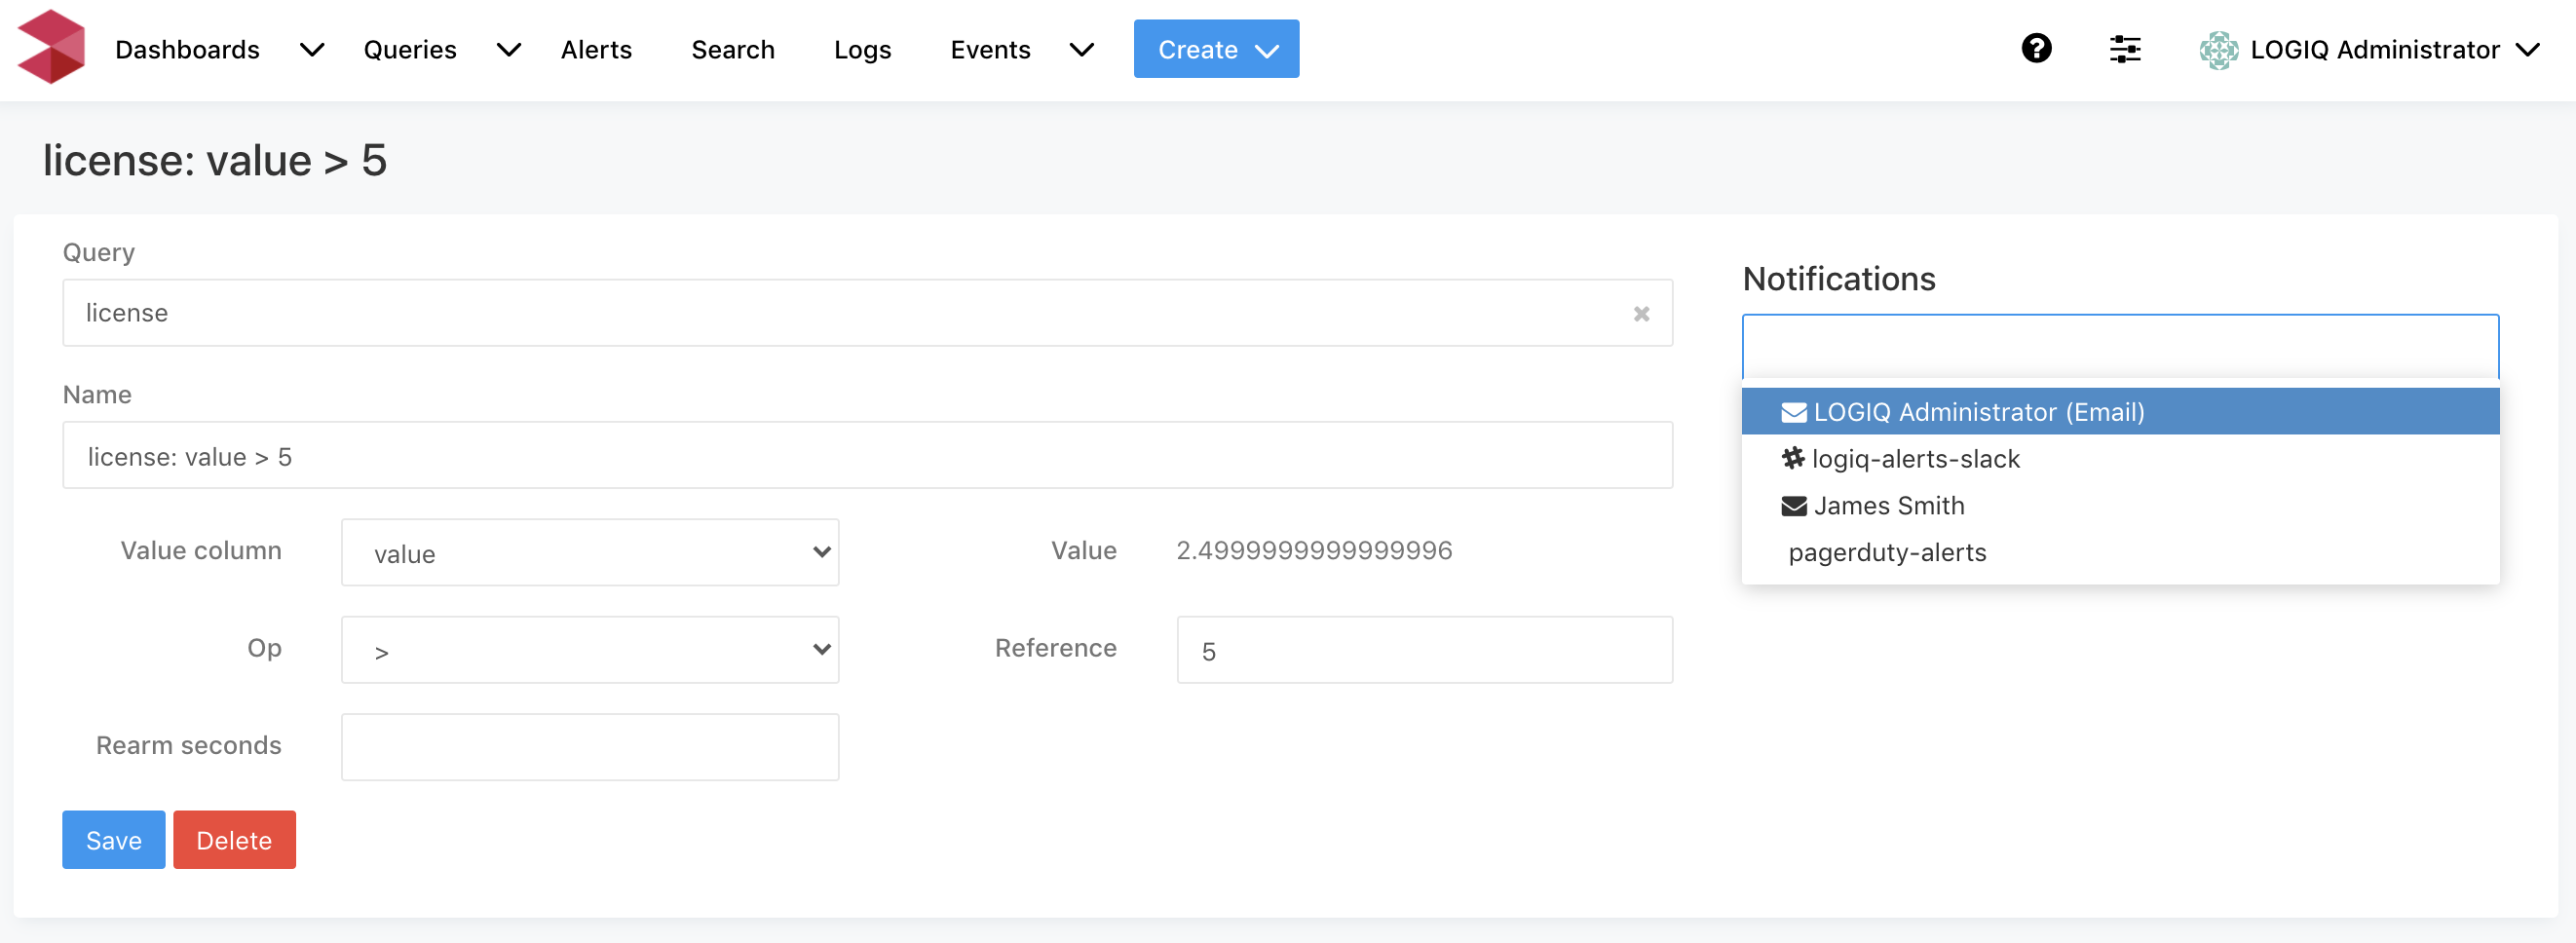 Dashboards Queries Alerts Search Logs Events Create LOGIQ Administrator
license: value > 5
Query
license
Name
license: value > 5
Value column value Value 2.4999999999999996
Op > Reference 5
Rearm seconds
Save Delete
Notifications
LOGIQ Administrator (Email)
logiq-alerts-slack
James Smith
pagerduty-alerts